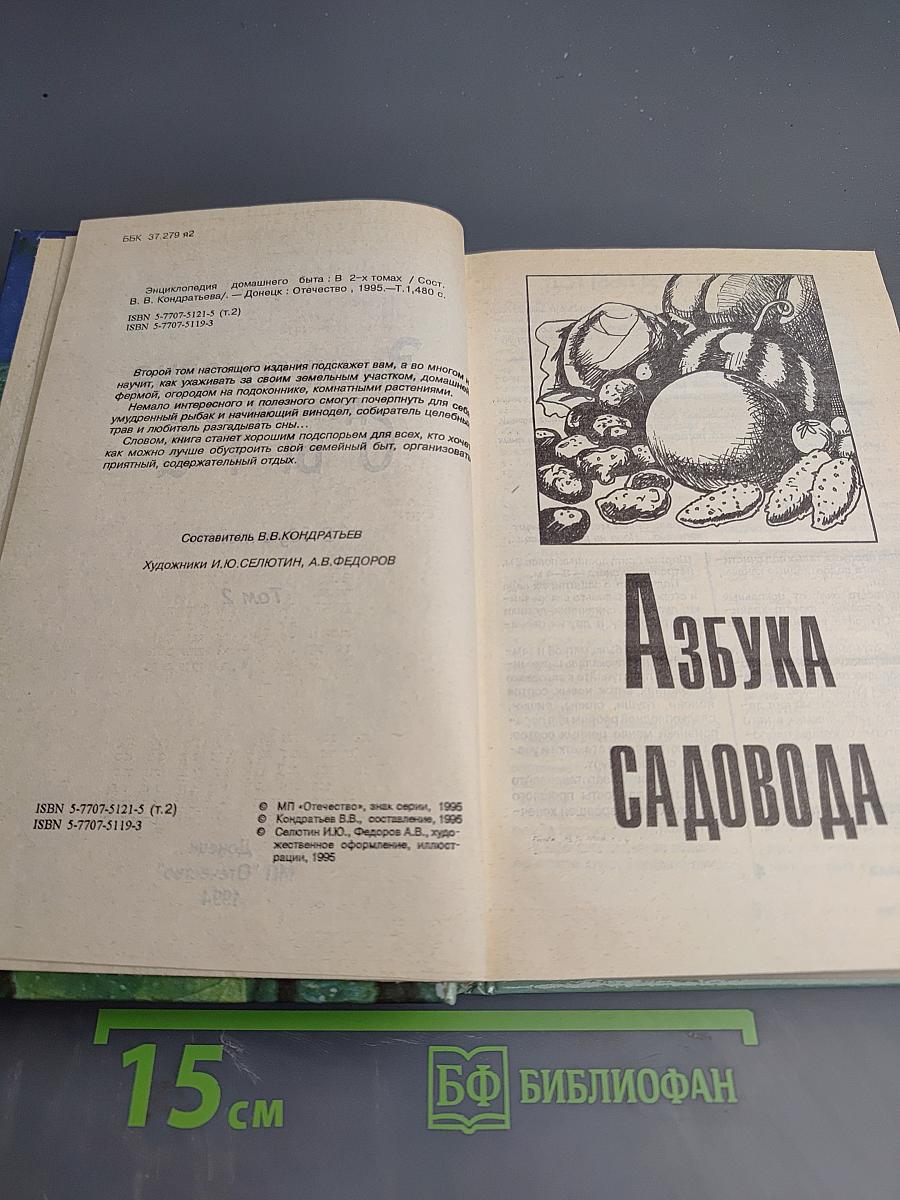 ББК 37.279 я2
Энциклопедия домашнего быта : В 2-х томах / Сост.
В. В. Кондратьева/. — Донецк : Отечество , 1995.—Т.1,480 с.
ISBN 5-7707-5121-5 (т.2)
ISBN 5-7707-5119-3
Второй том настоящего издания подскажет вам, а во многом и
научит, как ухаживать за своим земельным участком, домашней
фермой, огородом на подоконнике, комнатными растениями.
Немало интересного и полезного смогут почерпнуть для себя
умудренный рыбак и начинающий винодел, собиратель целебных
трав и любитель разгадывать сны...
Словом, книга станет хорошим подспорьем для всех, кто хочет
как можно лучше обустроить свой семейный быт, организовать
приятный, содержательный отдых.
Составитель В.В.КОНДРАТЬЕВ
Художники И.Ю.СЕЛЮТИН, А.В.ФЕДОРОВ
ISBN 5-7707-5121-5 (т.2)
ISBN 5-7707-5119-3
© МП «Отечество», знак серии, 1995
© Кондратьев В.В., составление, 1995
© Селютин И.Ю., Федоров А.В., худо-
жественное оформление, иллюст-
рации, 1995
АЗБУКА
САДОВОДА
15 см
БФ БИБЛИОФАН